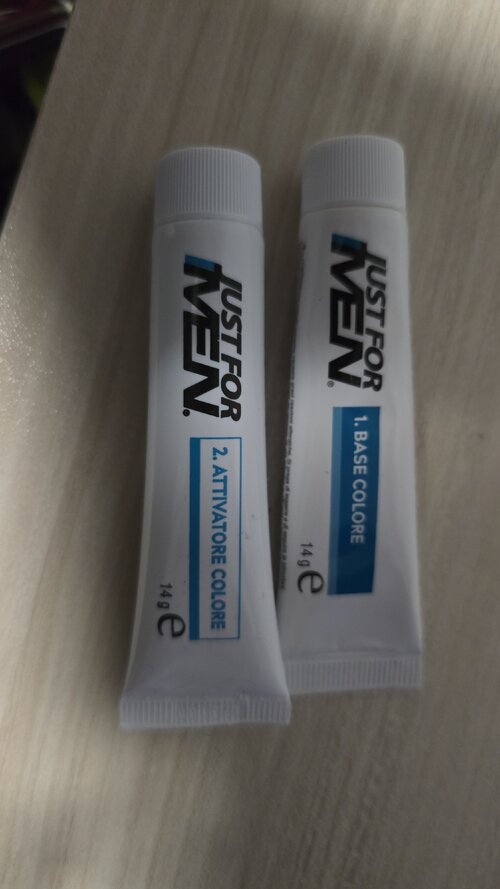 JUST FOR
MEN®
2. ATTIVATORE COLORE
14 g ℮
JUST FOR
MEN®
1. BASE COLORE
14 g ℮